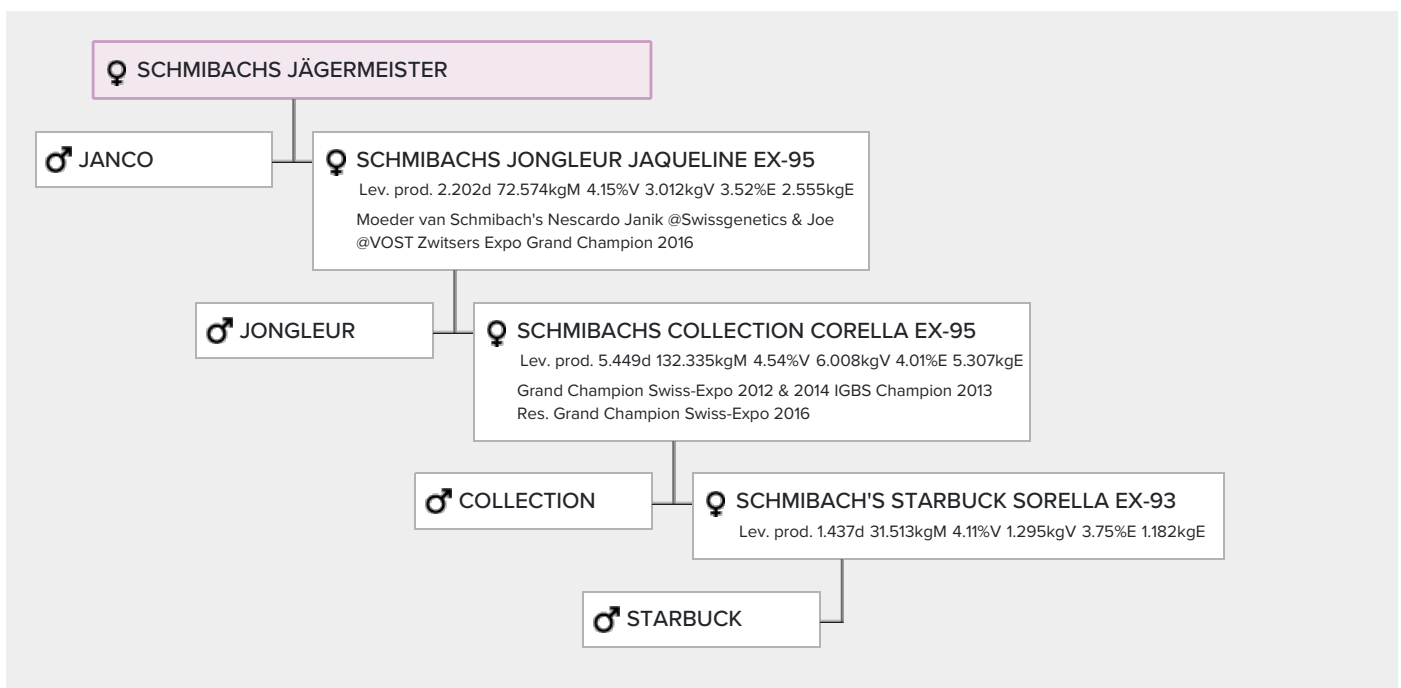 SCHMIBACHS JÄGERMEISTER
JANCO
SCHMIBACHS JONGLEUR JAQUELINE EX-95
Lev. prod. 2.202d 72.574kgM 4.15%V 3.012kgV 3.52%E 2.555kgE
Moeder van Schmibach's Nescardo Janik @Swissgenetics & Joe
@VOST Zwitsers Expo Grand Champion 2016
JONGLEUR
SCHMIBACHS COLLECTION CORELLA EX-95
Lev. prod. 5.449d 132.335kgM 4.54%V 6.008kgV 4.01%E 5.307kgE
Grand Champion Swiss-Expo 2012 & 2014 IGBS Champion 2013
Res. Grand Champion Swiss-Expo 2016
COLLECTION
SCHMIBACH'S STARBUCK SORELLA EX-93
Lev. prod. 1.437d 31.513kgM 4.11%V 1.295kgV 3.75%E 1.182kgE
STARBUCK